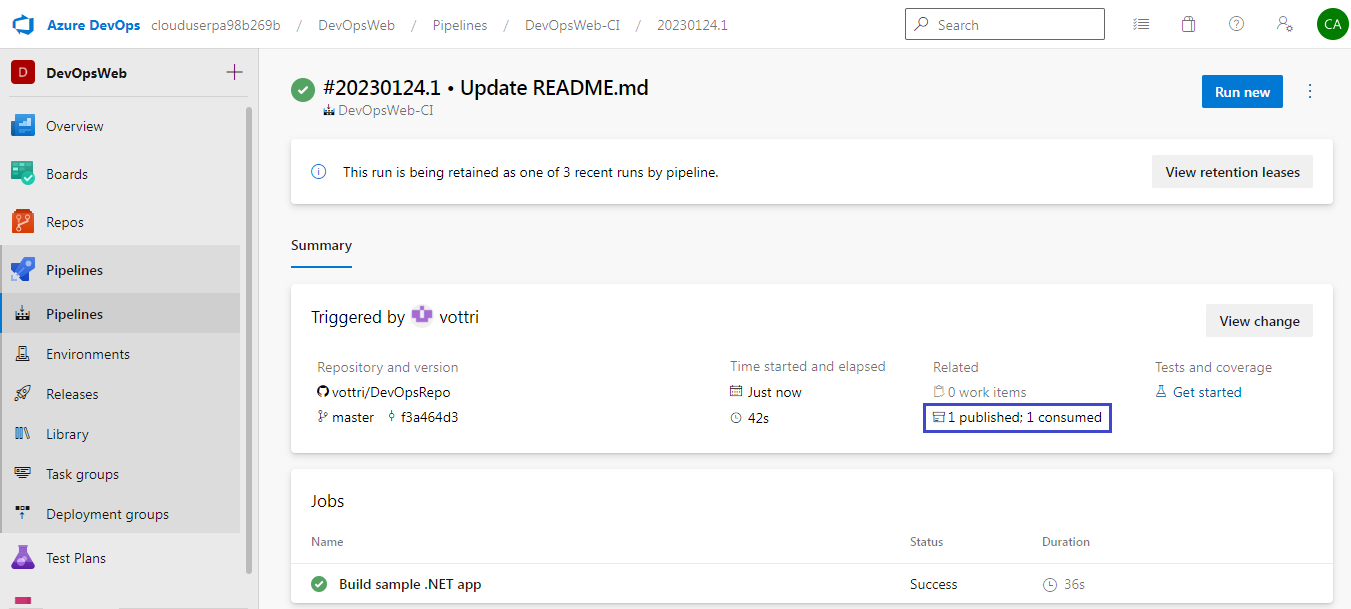 Azure DevOps clouduserpa98b269b / DevOpsWeb / Pipelines / DevOpsWeb-CI / 20230124.1
Search
CA
D DevOpsWeb
Overview
Boards
Repos
Pipelines
Pipelines
Environments
Releases
Library
Task groups
Deployment groups
Test Plans
#20230124.1 • Update README.md
DevOpsWeb-CI
Run new
This run is being retained as one of 3 recent runs by pipeline.
View retention leases
Summary
Triggered by vottri
View change
Repository and version
vottri/DevOpsRepo
master f3a464d3
Time started and elapsed
Just now
42s
Related
0 work items
1 published; 1 consumed
Tests and coverage
Get started
Jobs
Name Status Duration
Build sample .NET app Success 36s